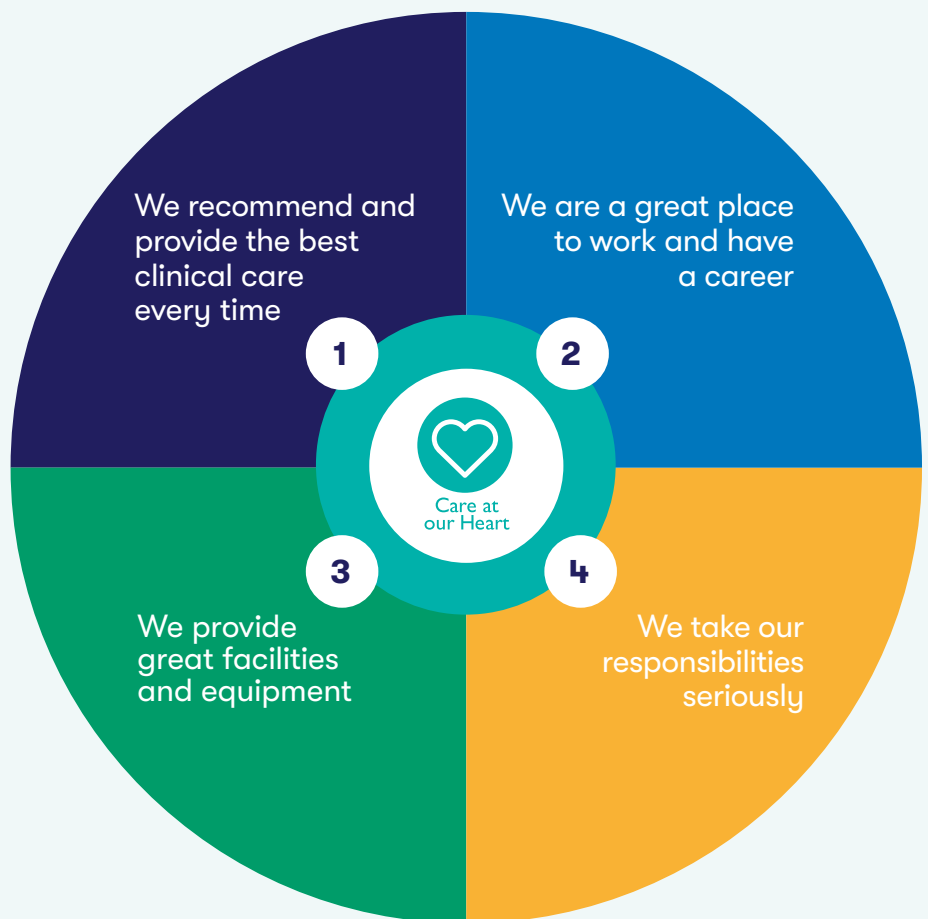 We recommend and
provide the best
clinical care
every time
1
We are a great place
to work and have
a career
2
Care at
our Heart
3
We provide
great facilities
and equipment
4
We take our
responsibilities
seriously